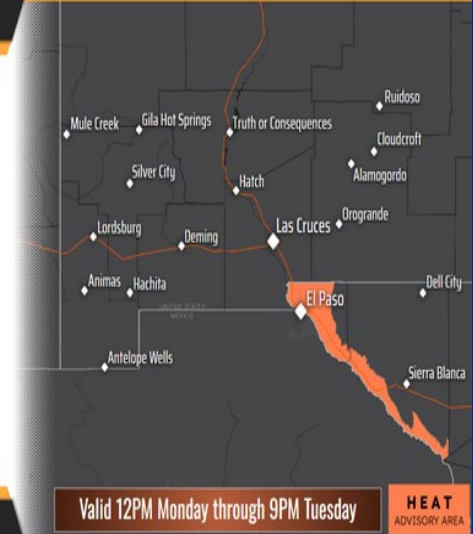 Ruidoso
Mule Creek
Gila Hot Springs
Truth or Consequences
Cloudcroft
Silver City
Alamogordo
Hatch
Orogrande
Las Cruces
Lordsburg
Deming
Animas
Hachita
Dell City
El Paso
UNITED STATES
MEXICO
Antelope Wells
Sierra Blanca
Valid 12PM Monday through 9PM Tuesday
HEAT
ADVISORY AREA